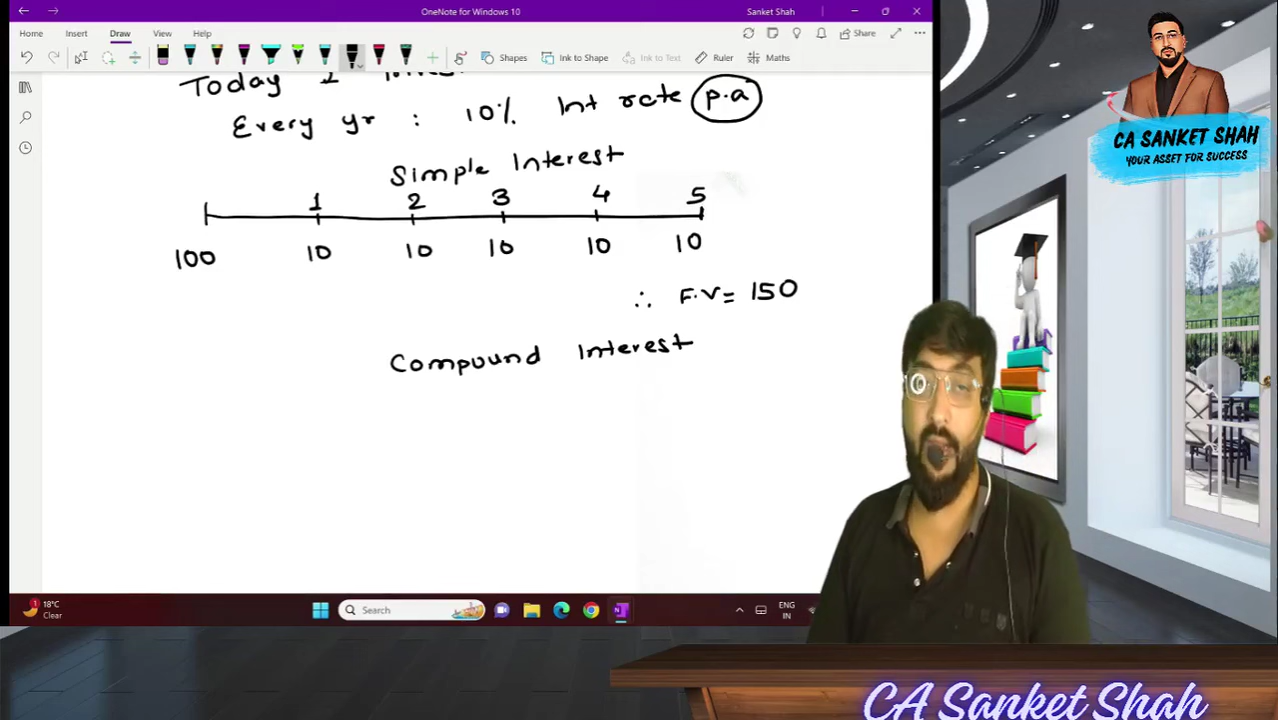 OneNote for Windows 10
Sanket Shah
Home Insert Draw View Help
Share
Shapes Ink to Shape Ink to Text Ruler Maths
Today I
Every yr : 10% Int rate p.a
Simple Interest
1 2 3 4 5
100 10 10 10 10 10
∴ F.V = 150
Compound Interest
CA SANKET SHAH
YOUR ASSET FOR SUCCESS
1
18°C
Clear
Search
ENG
IN
CA Sanket Shah